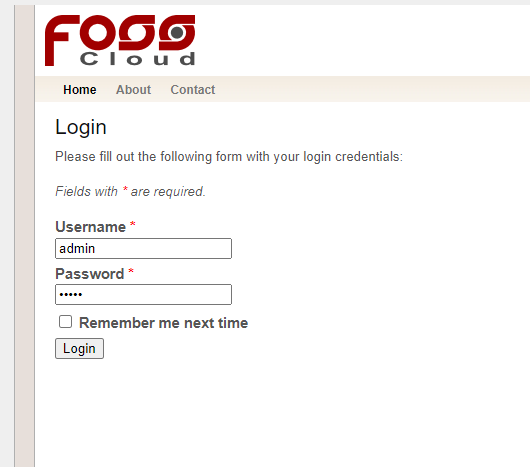 FOSS
Cloud
Home About Contact
Login
Please fill out the following form with your login credentials:
Fields with * are required.
Username *
admin
Password *
•••••
Remember me next time
Login